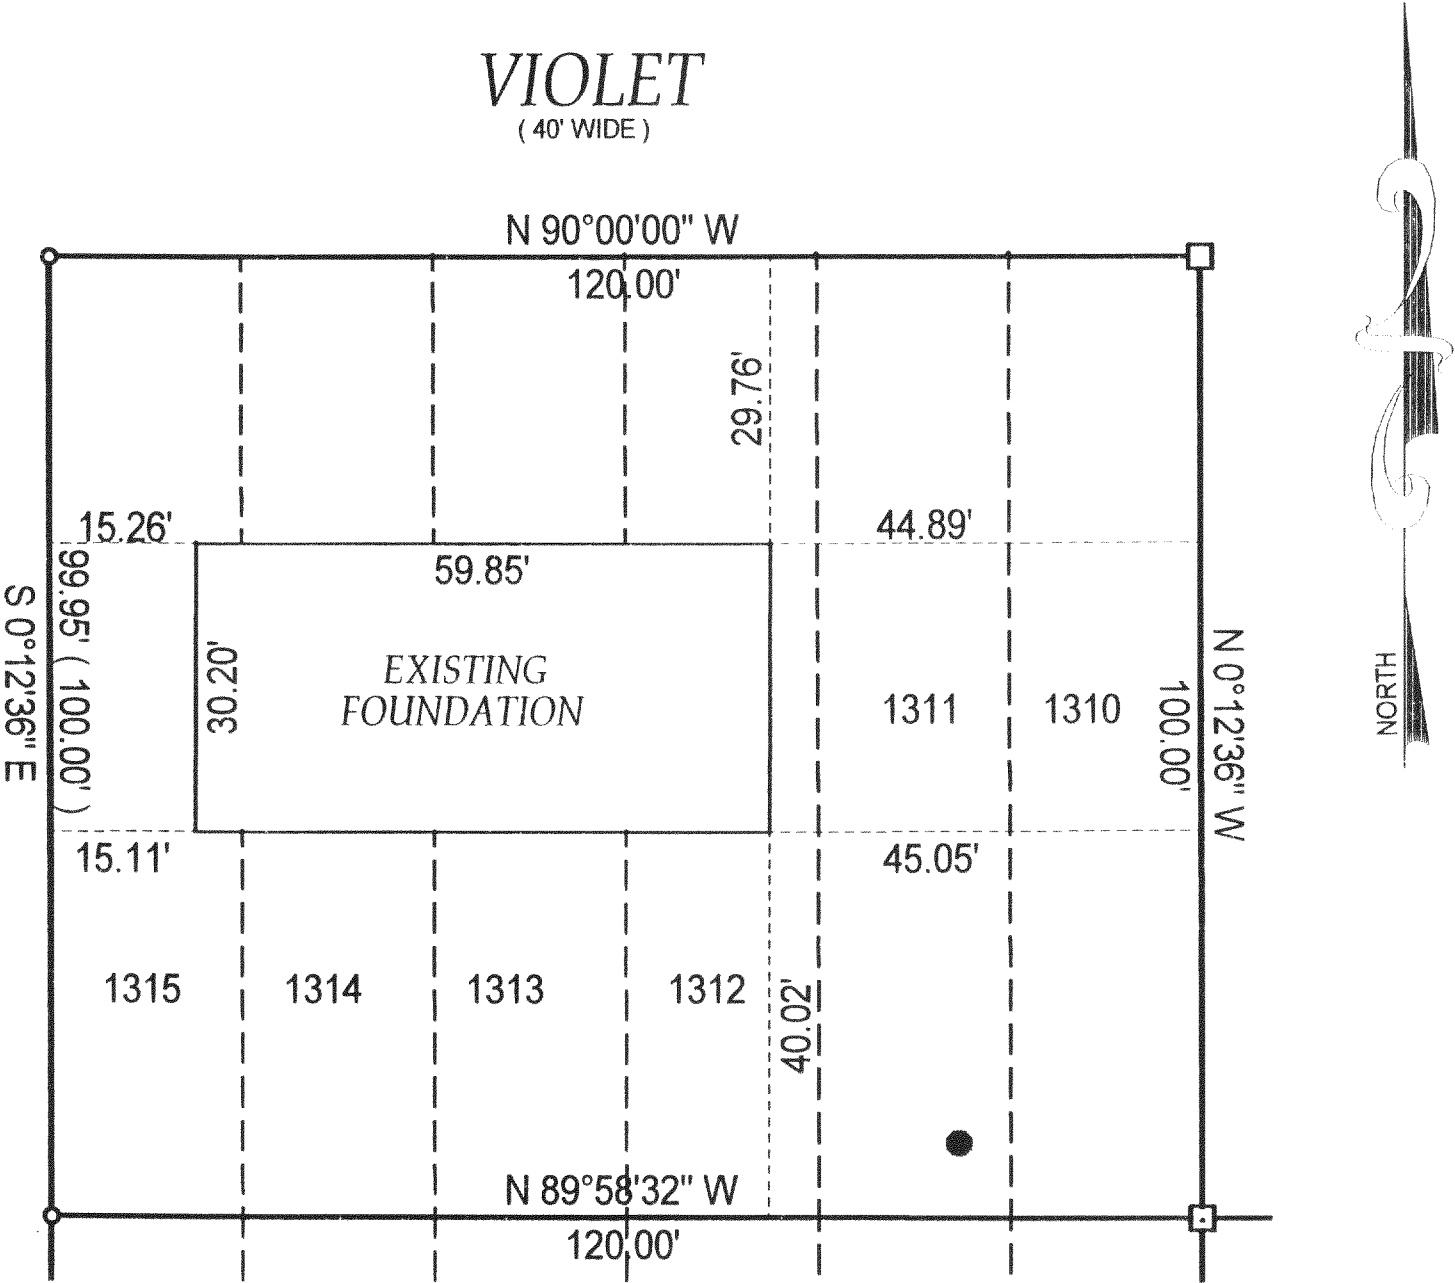 VIOLET
( 40' WIDE )
N 90°00'00" W
120.00'
29.76'
15.26'
44.89'
59.85'
S 0°12'36" E
99.95' ( 100.00' )
30.20'
EXISTING
FOUNDATION
1311
1310
100.00'
N 0°12'36" W
NORTH
15.11'
45.05'
1315
1314
1313
1312
40.02'
N 89°58'32" W
120.00'